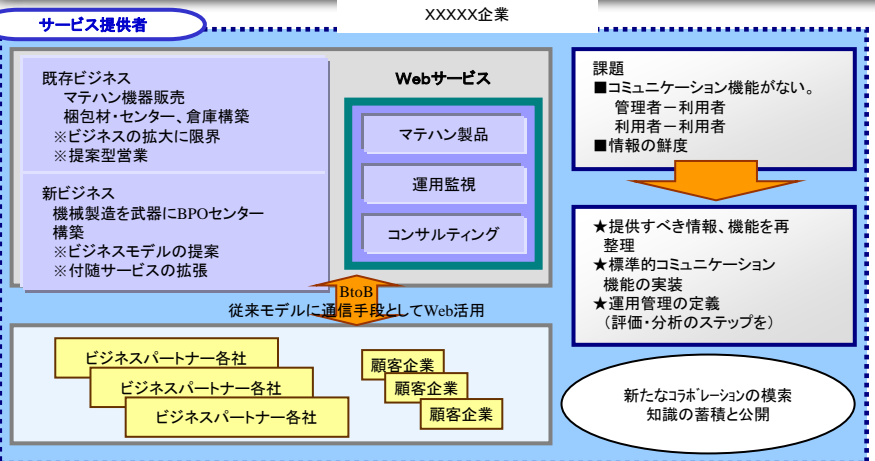 XXXXX企業
サービス提供者
既存ビジネス
マテハン機器販売
梱包材・センター、倉庫構築
※ビジネスの拡大に限界
※提案型営業
新ビジネス
機械製造を武器にBPOセンター
構築
※ビジネスモデルの提案
※付随サービスの拡張
Webサービス
マテハン製品
運用監視
コンサルティング
BtoB
従来モデルに通信手段としてWeb活用
ビジネスパートナー各社
ビジネスパートナー各社
ビジネスパートナー各社
顧客企業
顧客企業
顧客企業
課題
■コミュニケーション機能がない。
管理者－利用者
利用者－利用者
■情報の鮮度
★提供すべき情報、機能を再
整理
★標準的コミュニケーション
機能の実装
★運用管理の定義
（評価・分析のステップを）
新たなｺﾗﾎﾞﾚｰｼｮﾝの模索
知識の蓄積と公開